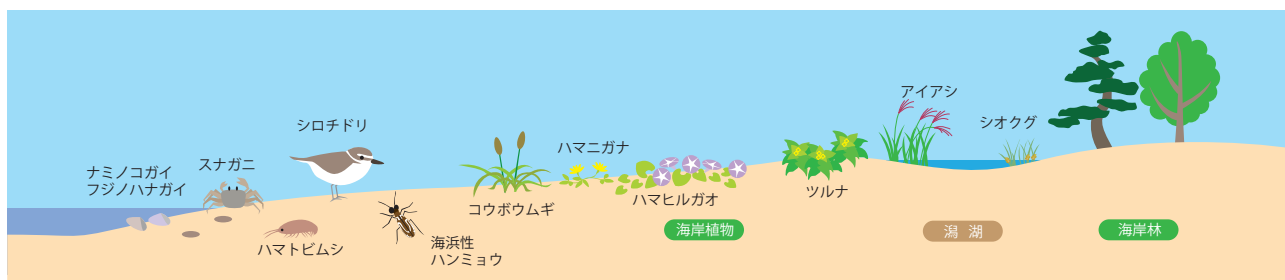 ナミノコガイ
フジノハナガイ
スナガニ
シロチドリ
ハマトビムシ
海浜性
ハンミョウ
コウボウムギ
ハマニガナ
ハマヒルガオ
海岸植物
ツルナ
アイアシ
シオクグ
潟 湖
海岸林